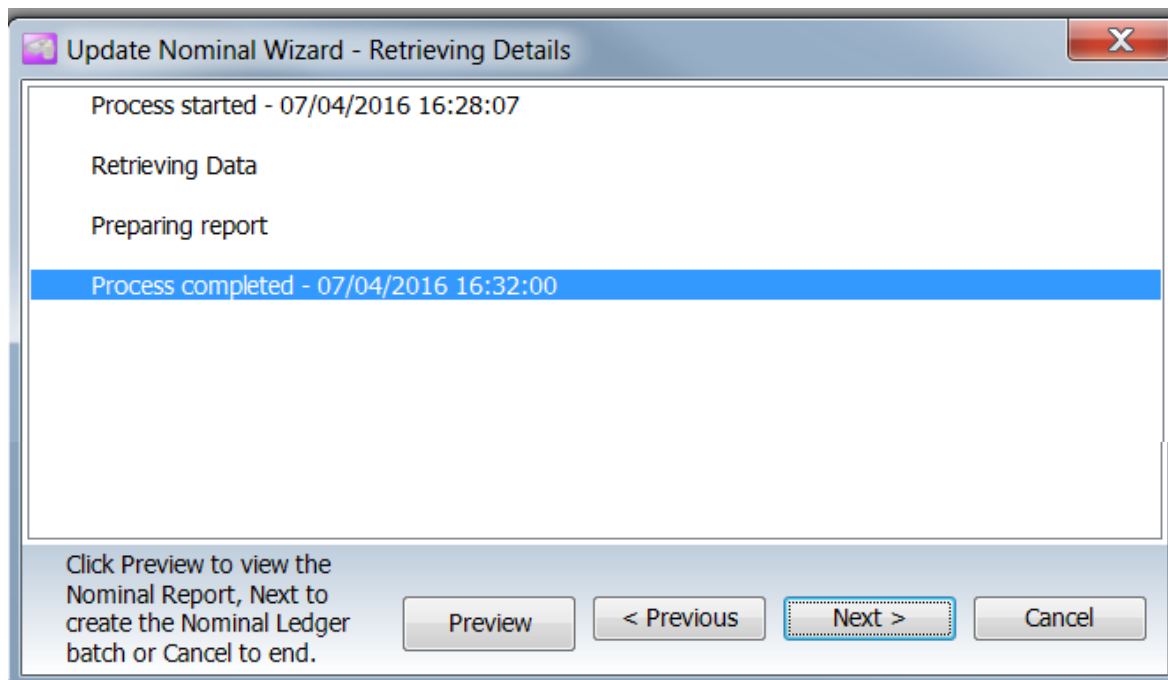 Update Nominal Wizard - Retrieving Details
X
Process started - 07/04/2016 16:28:07
Retrieving Data
Preparing report
Process completed - 07/04/2016 16:32:00
Click Preview to view the
Nominal Report, Next to
create the Nominal Ledger
batch or Cancel to end.
Preview
< Previous
Next >
Cancel